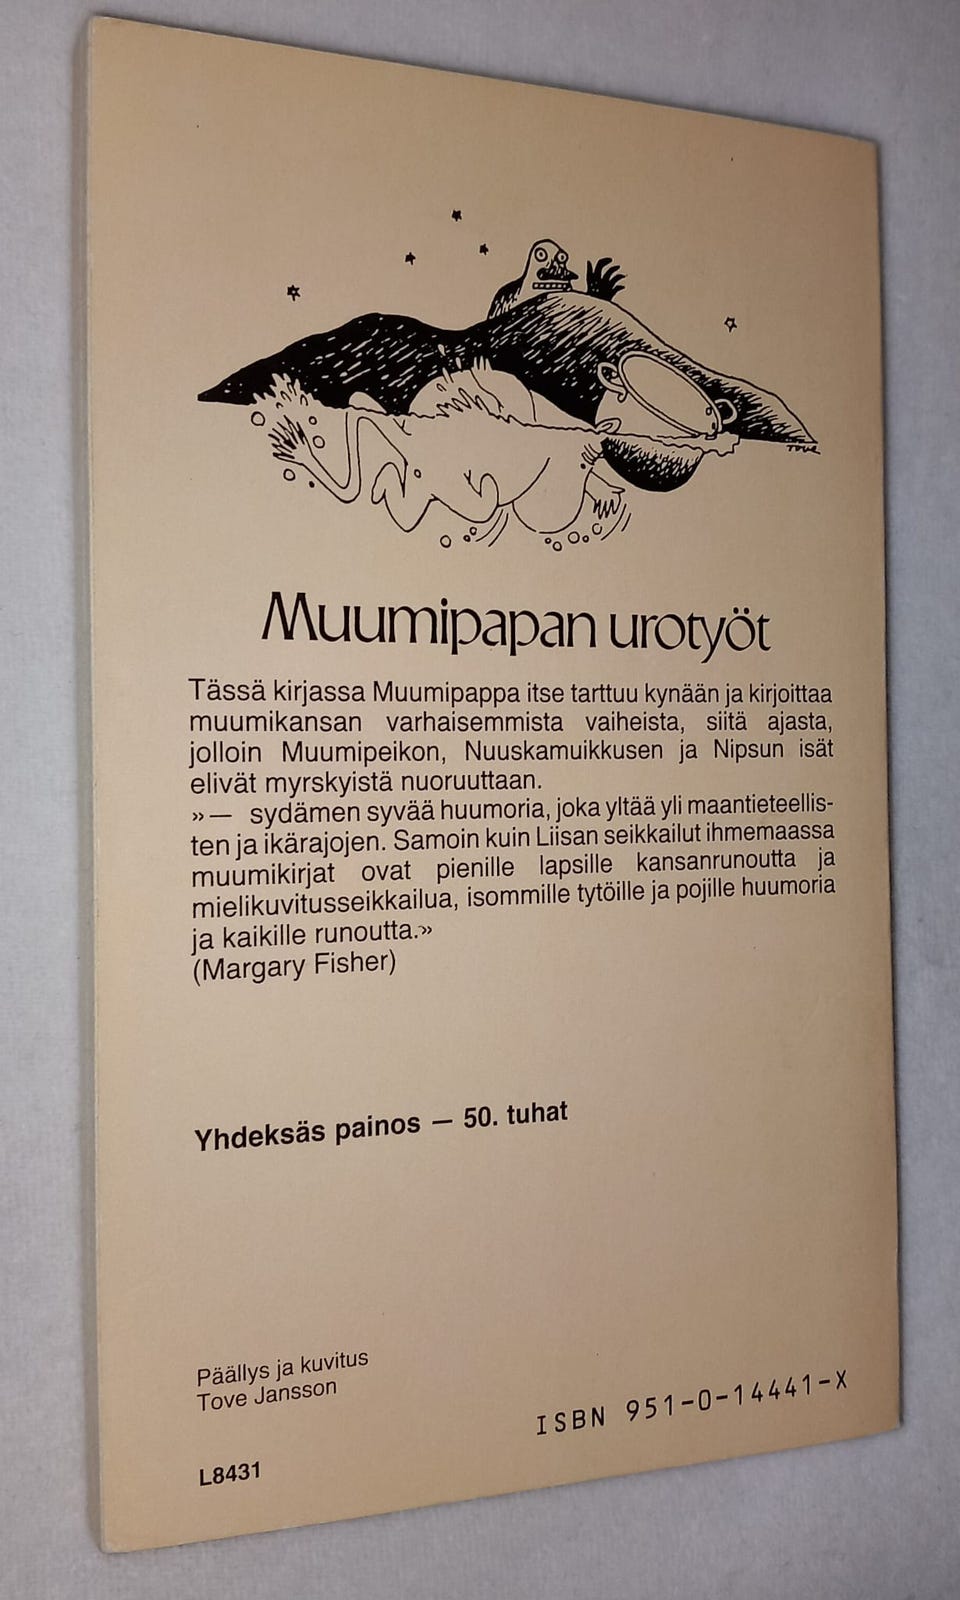 TOVE
Muumipapan urotyöt
Tässä kirjassa Muumipappa itse tarttuu kynään ja kirjoittaa
muumikansan varhaisemmista vaiheista, siitä ajasta,
jolloin Muumipeikon, Nuuskamuikkusen ja Nipsun isät
elivät myrskyistä nuoruuttaan.
»— sydämen syvää huumoria, joka yltää yli maantieteellis-
ten ja ikärajojen. Samoin kuin Liisan seikkailut ihmemaassa
muumikirjat ovat pienille lapsille kansanrunoutta ja
mielikuvitusseikkailua, isommille tytöille ja pojille huumoria
ja kaikille runoutta.»
(Margary Fisher)
Yhdeksäs painos — 50. tuhat
Päällys ja kuvitus
Tove Jansson
ISBN 951-0-14441-X
L8431